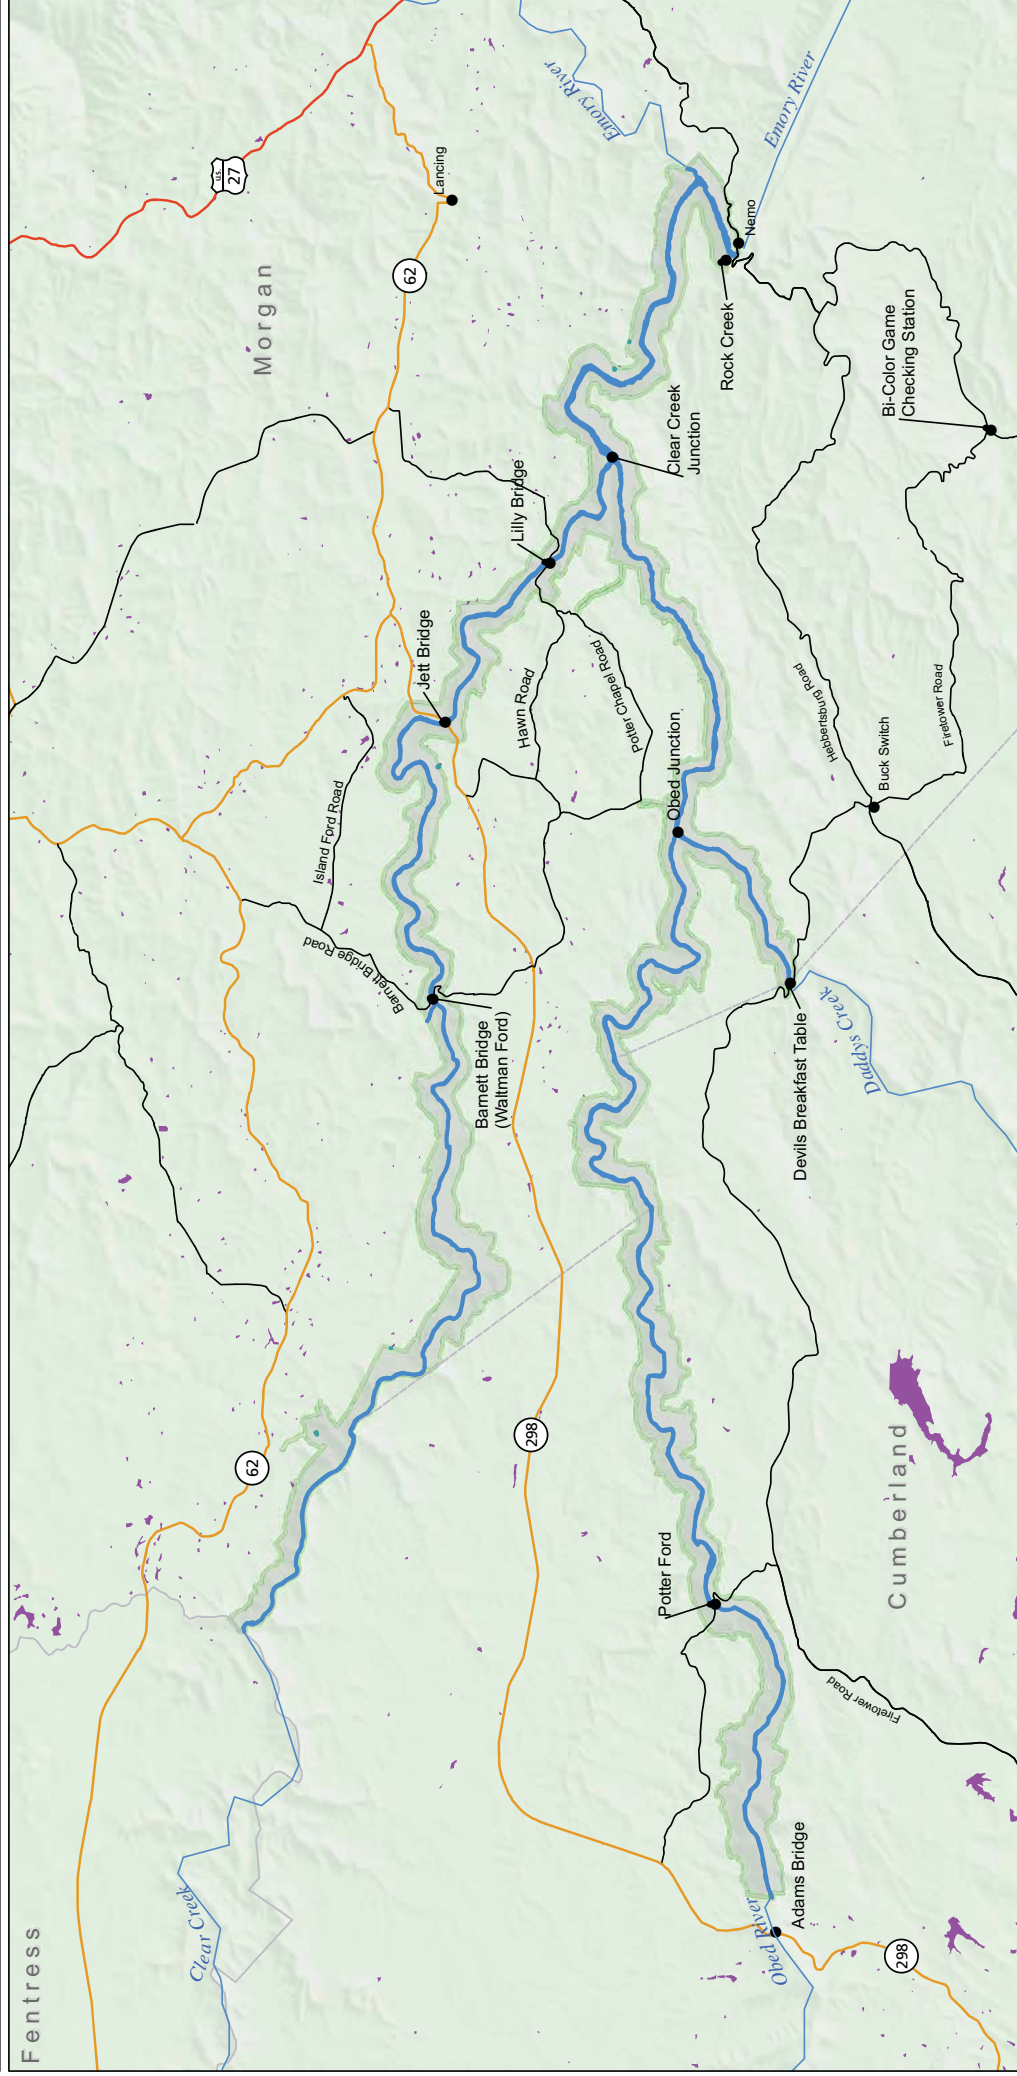 Fentress
Clear Creek
62
298
Obed River
Adams Bridge
298
Firetower Road
Potter Ford
Cumberland
Barnett Bridge
(Waltman Ford)
Barnett Bridge Road
Island Ford Road
Devils Breakfast Table
Daddys Creek
Obed Junction
Jett Bridge
Hawn Road
Potter Chapel Road
Hebbertsburg Road
Buck Switch
Firetower Road
Lilly Bridge
Clear Creek
Junction
Bi-Color Game
Checking Station
Rock Creek
Nemo
Morgan
62
Lancing
U.S.
27
Emory River
Emory River